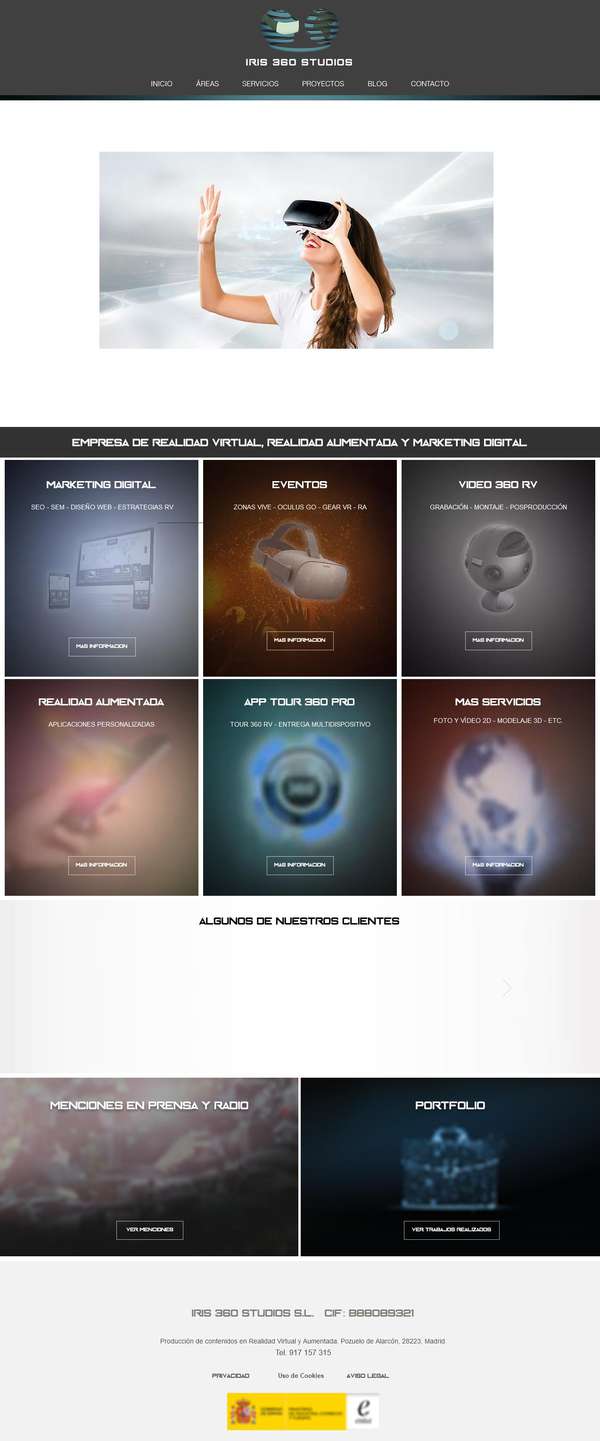 IRIS 360 STUDIOS
INICIO ÁREAS SERVICIOS PROYECTOS BLOG CONTACTO
EMPRESA DE REALIDAD VIRTUAL, REALIDAD AUMENTADA Y MARKETING DIGITAL
MARKETING DIGITAL
SEO - SEM - DISEÑO WEB - ESTRATEGIAS RV
MAS INFORMACION
EVENTOS
ZONAS VIVE - OCULUS GO - GEAR VR - RA
MAS INFORMACION
VIDEO 360 RV
GRABACIÓN - MONTAJE - POSPRODUCCIÓN
MAS INFORMACION
REALIDAD AUMENTADA
APLICACIONES PERSONALIZADAS
MAS INFORMACION
APP TOUR 360 PRO
TOUR 360 RV - ENTREGA MULTIDISPOSITIVO
MAS INFORMACION
MAS SERVICIOS
FOTO Y VÍDEO 2D - MODELAJE 3D - ETC.
MAS INFORMACION
ALGUNOS DE NUESTROS CLIENTES
MENCIONES EN PRENSA Y RADIO
VER MENCIONES
PORTFOLIO
VER TRABAJOS REALIZADOS
IRIS 360 STUDIOS S.L. CIF: B88089321
Producción de contenidos en Realidad Virtual y Aumentada. Pozuelo de Alarcón, 28223, Madrid.
Tel. 917 157 315
PRIVACIDAD Uso de Cookies AVISO LEGAL